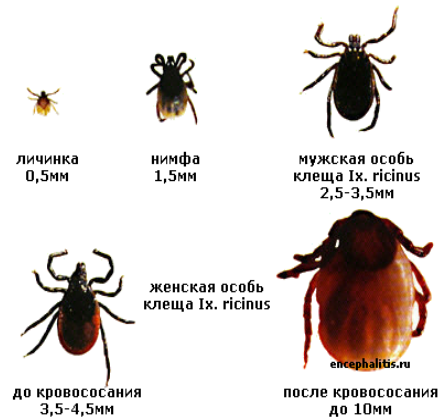 личинка
0,5мм
нимфа
1,5мм
мужская особь
клеща Ix. ricinus
2,5-3,5мм
женская особь
клеща Ix. ricinus
encephalitis.ru
до кровососания
3,5-4,5мм
после кровососания
до 10мм